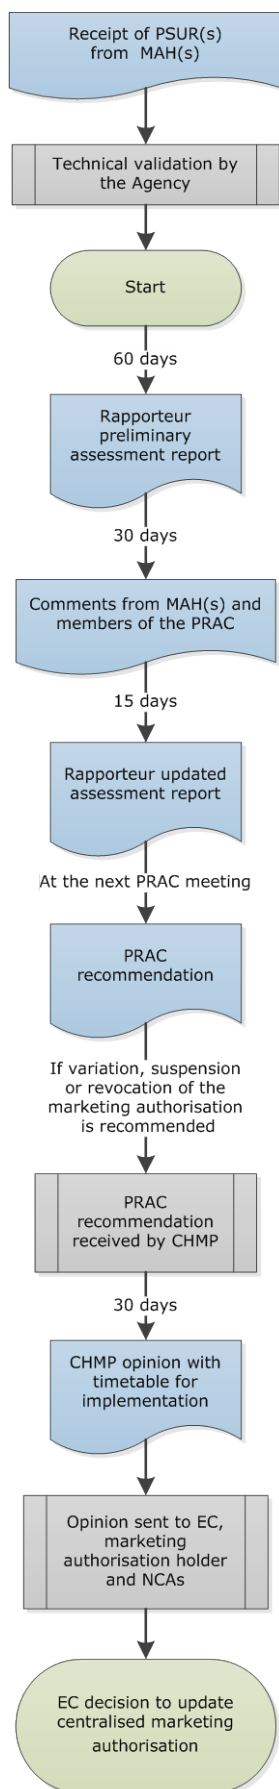 Receipt of PSUR(s)
from MAH(s)
Technical validation by
the Agency
Start
60 days
Rapporteur
preliminary
assessment report
30 days
Comments from MAH(s) and
members of the PRAC
15 days
Rapporteur updated
assessment report
At the next PRAC meeting
PRAC
recommendation
If variation, suspension
or revocation of the
marketing authorisation
is recommended
PRAC
recommendation
received by CHMP
30 days
CHMP opinion with
timetable for
implementation
Opinion sent to EC,
marketing
authorisation holder
and NCAs
EC decision to update
centralised marketing
authorisation